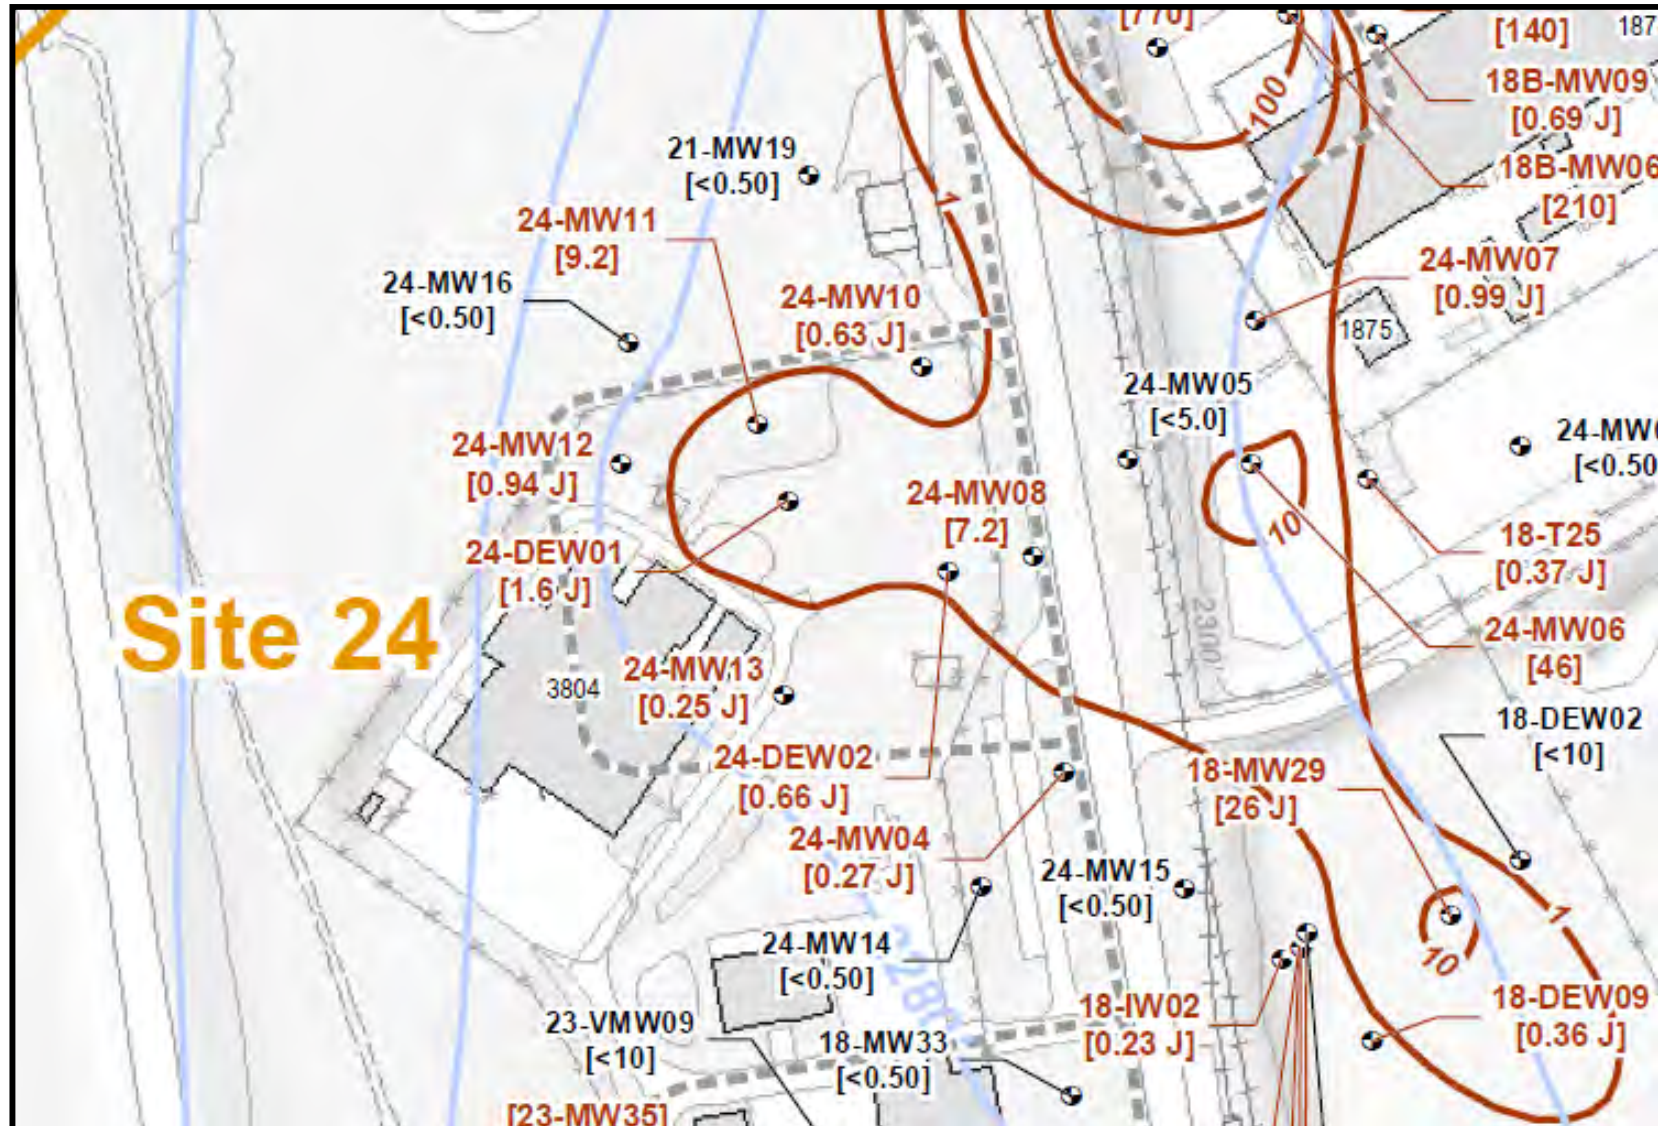 [770]
[140]
187
18B-MW09
[0.69 J]
100
18B-MW06
[210]
21-MW19
[<0.50]
1
24-MW11
[9.2]
24-MW16
[<0.50]
24-MW10
[0.63 J]
24-MW07
[0.99 J]
1875
24-MW05
[<5.0]
24-MW0
[<0.50
24-MW12
[0.94 J]
24-MW08
[7.2]
10
18-T25
[0.37 J]
24-DEW01
[1.6 J]
Site 24
2300'
24-MW06
[46]
3804
24-MW13
[0.25 J]
18-DEW02
[<10]
24-DEW02
[0.66 J]
18-MW29
[26 J]
24-MW04
[0.27 J]
24-MW15
[<0.50]
1
10
24-MW14
[<0.50]
2280
18-IW02
[0.23 J]
18-DEW09
[0.36 J]
23-VMW09
[<10]
18-MW33
[<0.50]
[23-MW35]